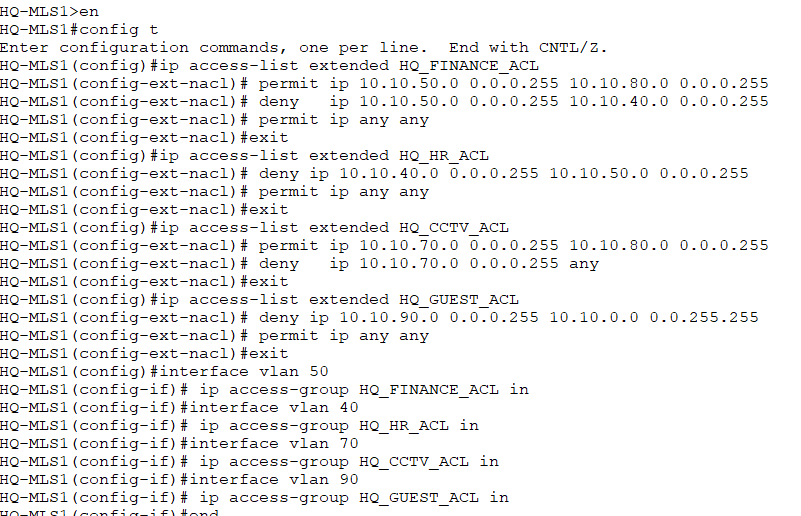 HQ-MLS1>en
HQ-MLS1#config t
Enter configuration commands, one per line.  End with CNTL/Z.
HQ-MLS1(config)#ip access-list extended HQ_FINANCE_ACL
HQ-MLS1(config-ext-nacl)# permit ip 10.10.50.0 0.0.0.255 10.10.80.0 0.0.0.255
HQ-MLS1(config-ext-nacl)# deny   ip 10.10.50.0 0.0.0.255 10.10.40.0 0.0.0.255
HQ-MLS1(config-ext-nacl)# permit ip any any
HQ-MLS1(config-ext-nacl)#exit
HQ-MLS1(config)#ip access-list extended HQ_HR_ACL
HQ-MLS1(config-ext-nacl)# deny ip 10.10.40.0 0.0.0.255 10.10.50.0 0.0.0.255
HQ-MLS1(config-ext-nacl)# permit ip any any
HQ-MLS1(config-ext-nacl)#exit
HQ-MLS1(config)#ip access-list extended HQ_CCTV_ACL
HQ-MLS1(config-ext-nacl)# permit ip 10.10.70.0 0.0.0.255 10.10.80.0 0.0.0.255
HQ-MLS1(config-ext-nacl)# deny   ip 10.10.70.0 0.0.0.255 any
HQ-MLS1(config-ext-nacl)#exit
HQ-MLS1(config)#ip access-list extended HQ_GUEST_ACL
HQ-MLS1(config-ext-nacl)# deny ip 10.10.90.0 0.0.0.255 10.10.0.0 0.0.255.255
HQ-MLS1(config-ext-nacl)# permit ip any any
HQ-MLS1(config-ext-nacl)#exit
HQ-MLS1(config)#interface vlan 50
HQ-MLS1(config-if)# ip access-group HQ_FINANCE_ACL in
HQ-MLS1(config-if)#interface vlan 40
HQ-MLS1(config-if)# ip access-group HQ_HR_ACL in
HQ-MLS1(config-if)#interface vlan 70
HQ-MLS1(config-if)# ip access-group HQ_CCTV_ACL in
HQ-MLS1(config-if)#interface vlan 90
HQ-MLS1(config-if)# ip access-group HQ_GUEST_ACL in
HQ-MLS1(config-if)#end